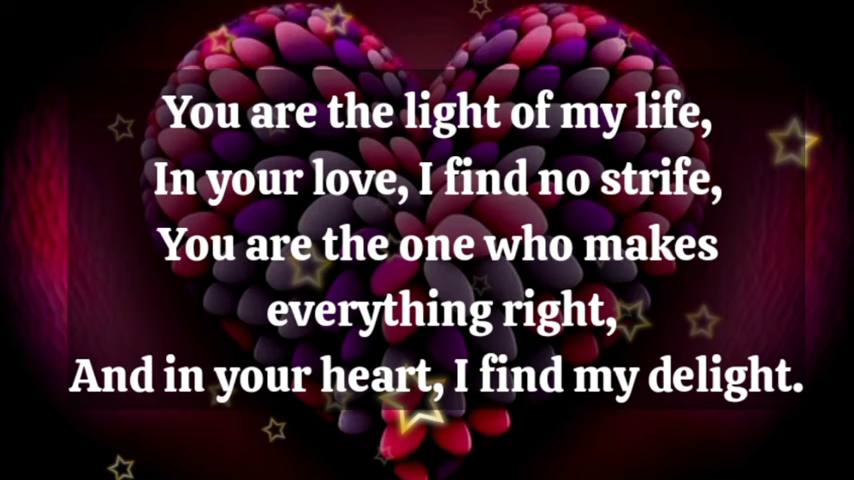 You are the light of my life,
In your love, I find no strife,
You are the one who makes
everything right,
And in your heart, I find my delight.